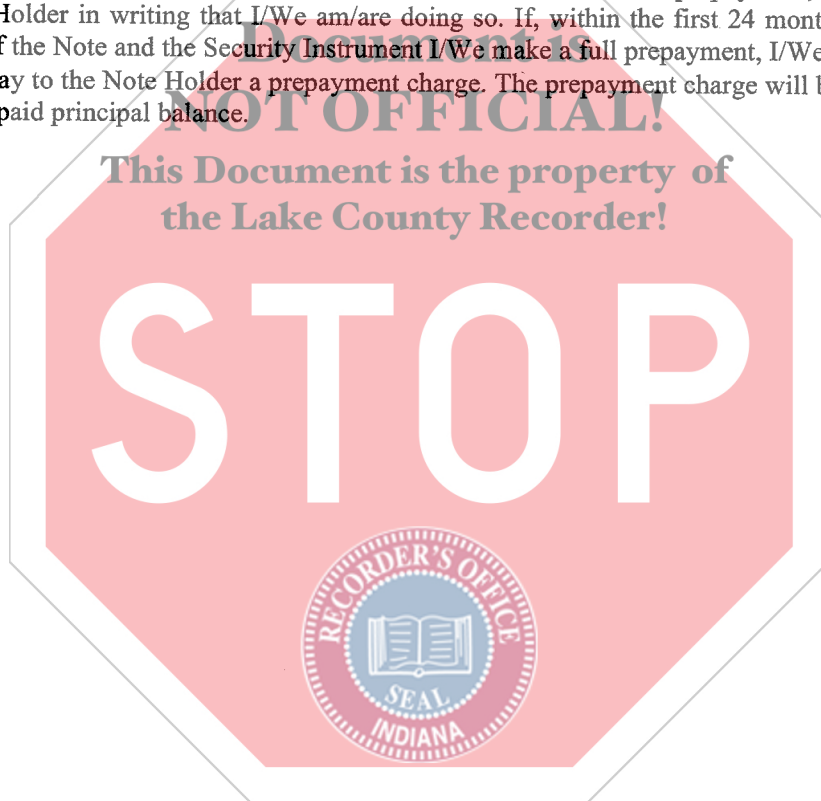 Holder in writing that I/We am/are doing so. If, within the first 24
f the Note and the Security Instrument I/We make a full prepayment, I/We
ay to the Note Holder a prepayment charge. The prepayment charge will
paid principal balance.
Document is
NOT OFFICIAL!
This Document is the property of
the Lake County Recorder!
STOP
RECORDER'S OFFICE
SEAL
INDIANA